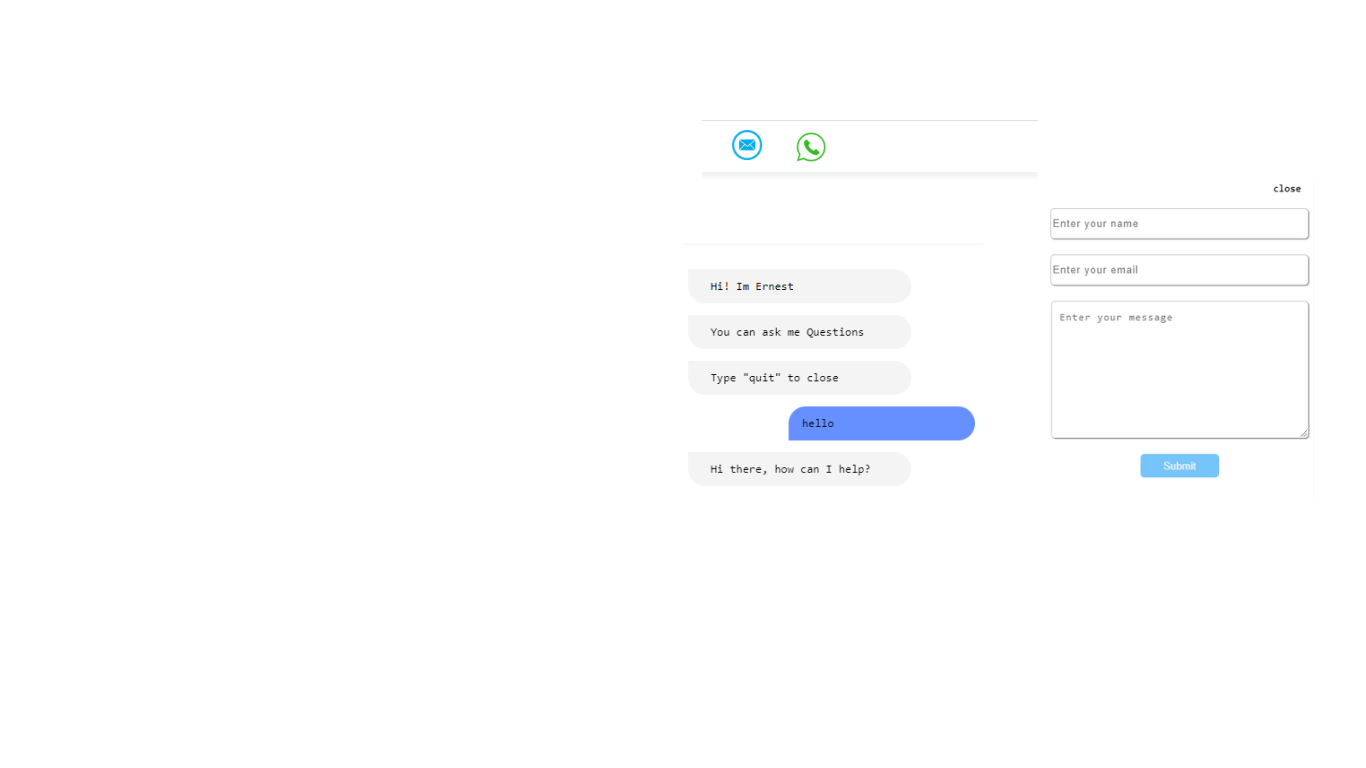 Hi! Im Ernest
You can ask me Questions
Type "quit" to close
hello
Hi there, how can I help?
close
Enter your name
Enter your email
Enter your message
Submit